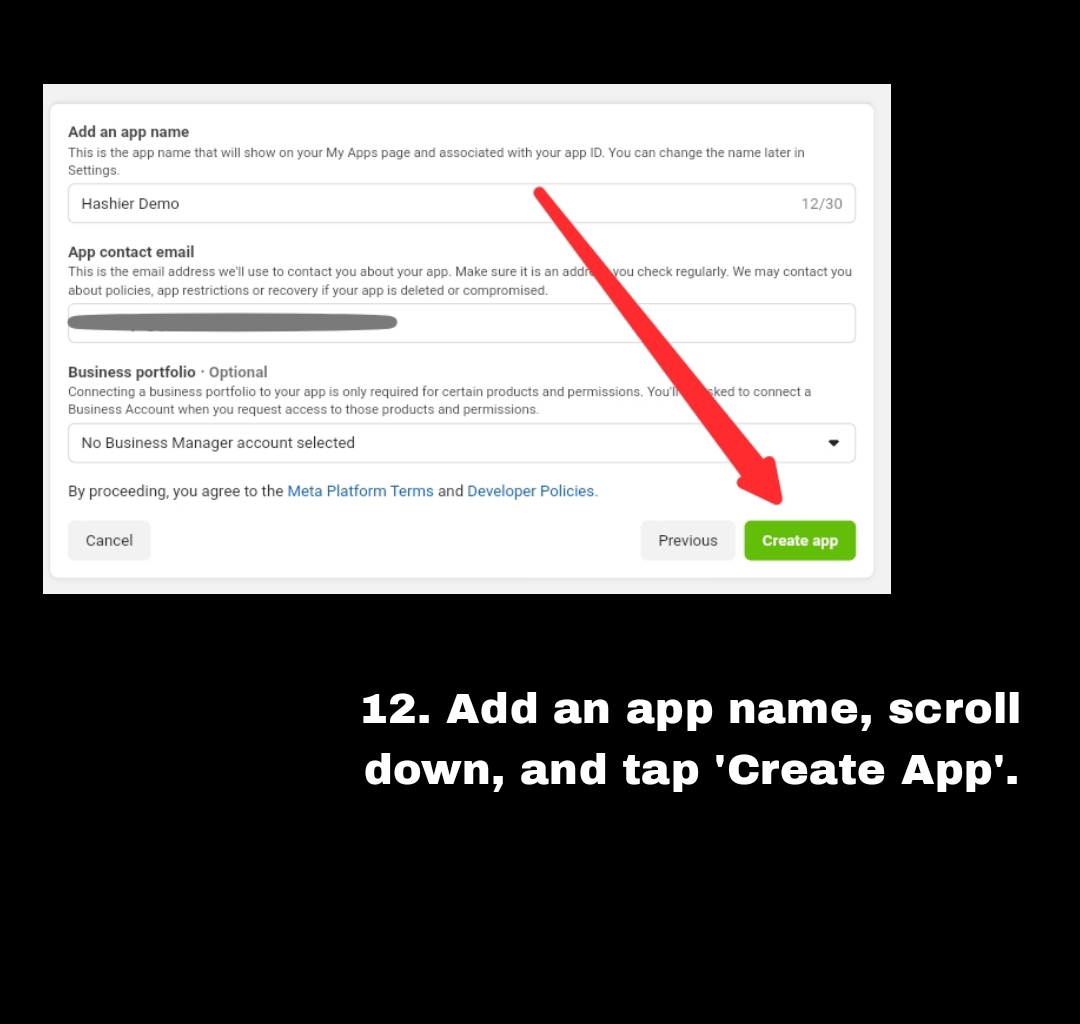 Add an app name
This is the app name that will show on your My Apps page and associated with your app ID. You can change the name later in
Settings.
Hashier Demo 12/30
App contact email
This is the email address we'll use to contact you about your app. Make sure it is an you check regularly. We may contact you
about policies, app restrictions or recovery if your app is deleted or compromised.
Business portfolio · Optional
Connecting a business portfolio to your app is only required for certain products and permissions. to connect a
Business Account when you request access to those products and permissions.
No Business Manager account selected
By proceeding, you agree to the Meta Platform Terms and Developer Policies.
Cancel Previous Create app
12. Add an app name, scroll
down, and tap 'Create App'.